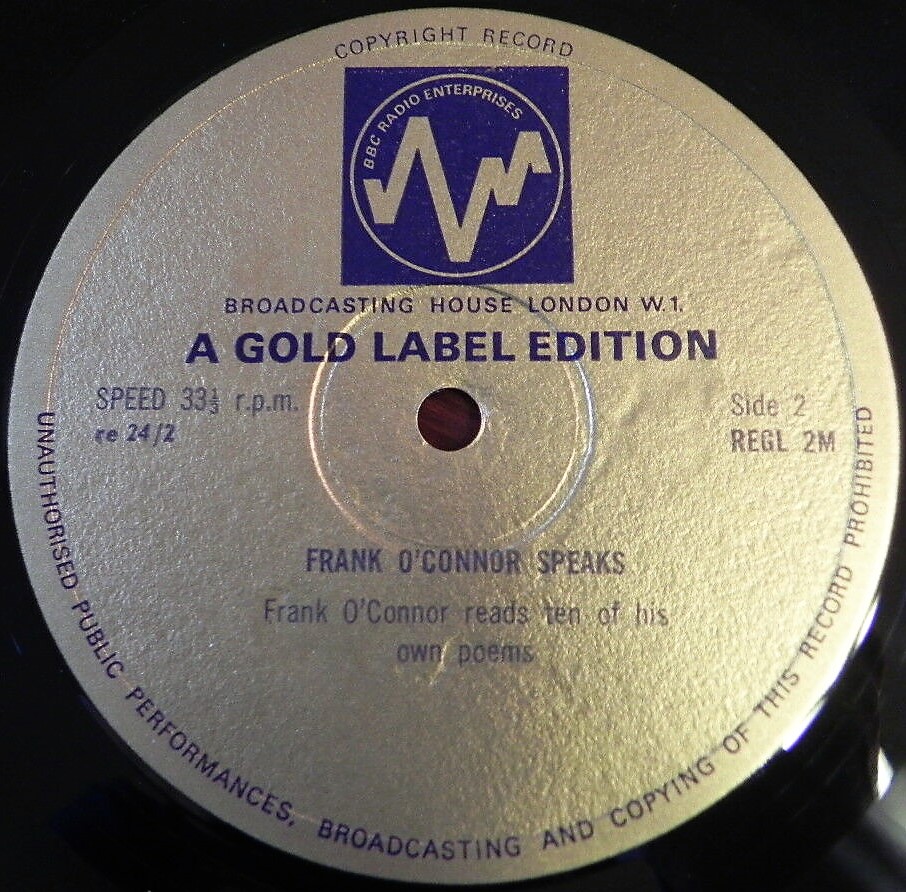 COPYRIGHT RECORD
BBC RADIO ENTERPRISES
BROADCASTING HOUSE LONDON W.1.
A GOLD LABEL EDITION
SPEED 33⅓ r.p.m.
re 24/2
Side 2
REGL 2M
FRANK O'CONNOR SPEAKS
Frank O'Connor reads ten of his
own poems
UNAUTHORISED PUBLIC PERFORMANCES, BROADCASTING AND COPYING OF THIS RECORD PROHIBITED